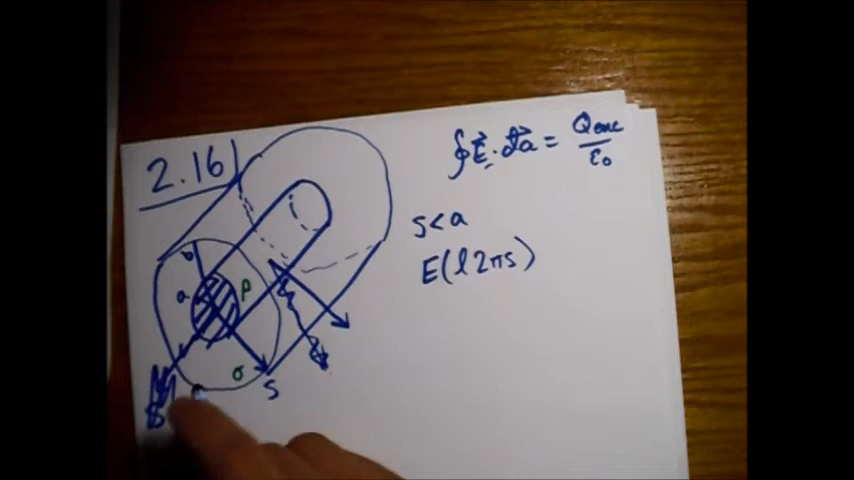 2.16
∮E⃗·da⃗ = Qenc/ε₀
s<a
E(l2πs)
b
a
ρ
σ
s